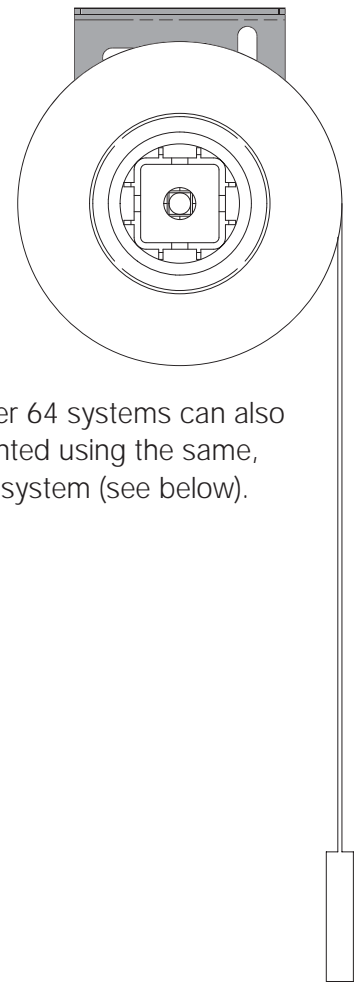 er 64 systems can also
nted using the same,
system (see below).